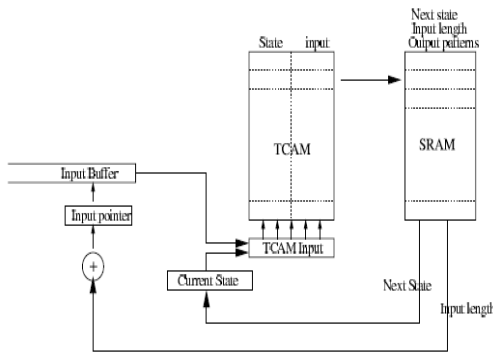 Next state
Input length
Output patterns
State input
TCAM
SRAM
Input Buffer
Input pointer
TCAM Input
+
Current State
Next State
Input length